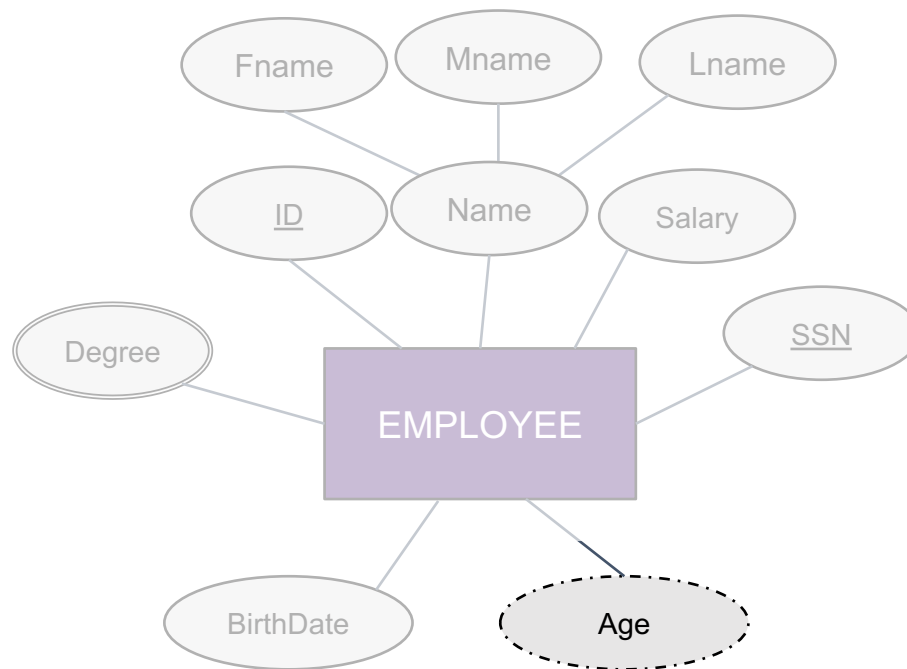 Fname
Mname
Lname
ID
Name
Salary
Degree
SSN
EMPLOYEE
BirthDate
Age